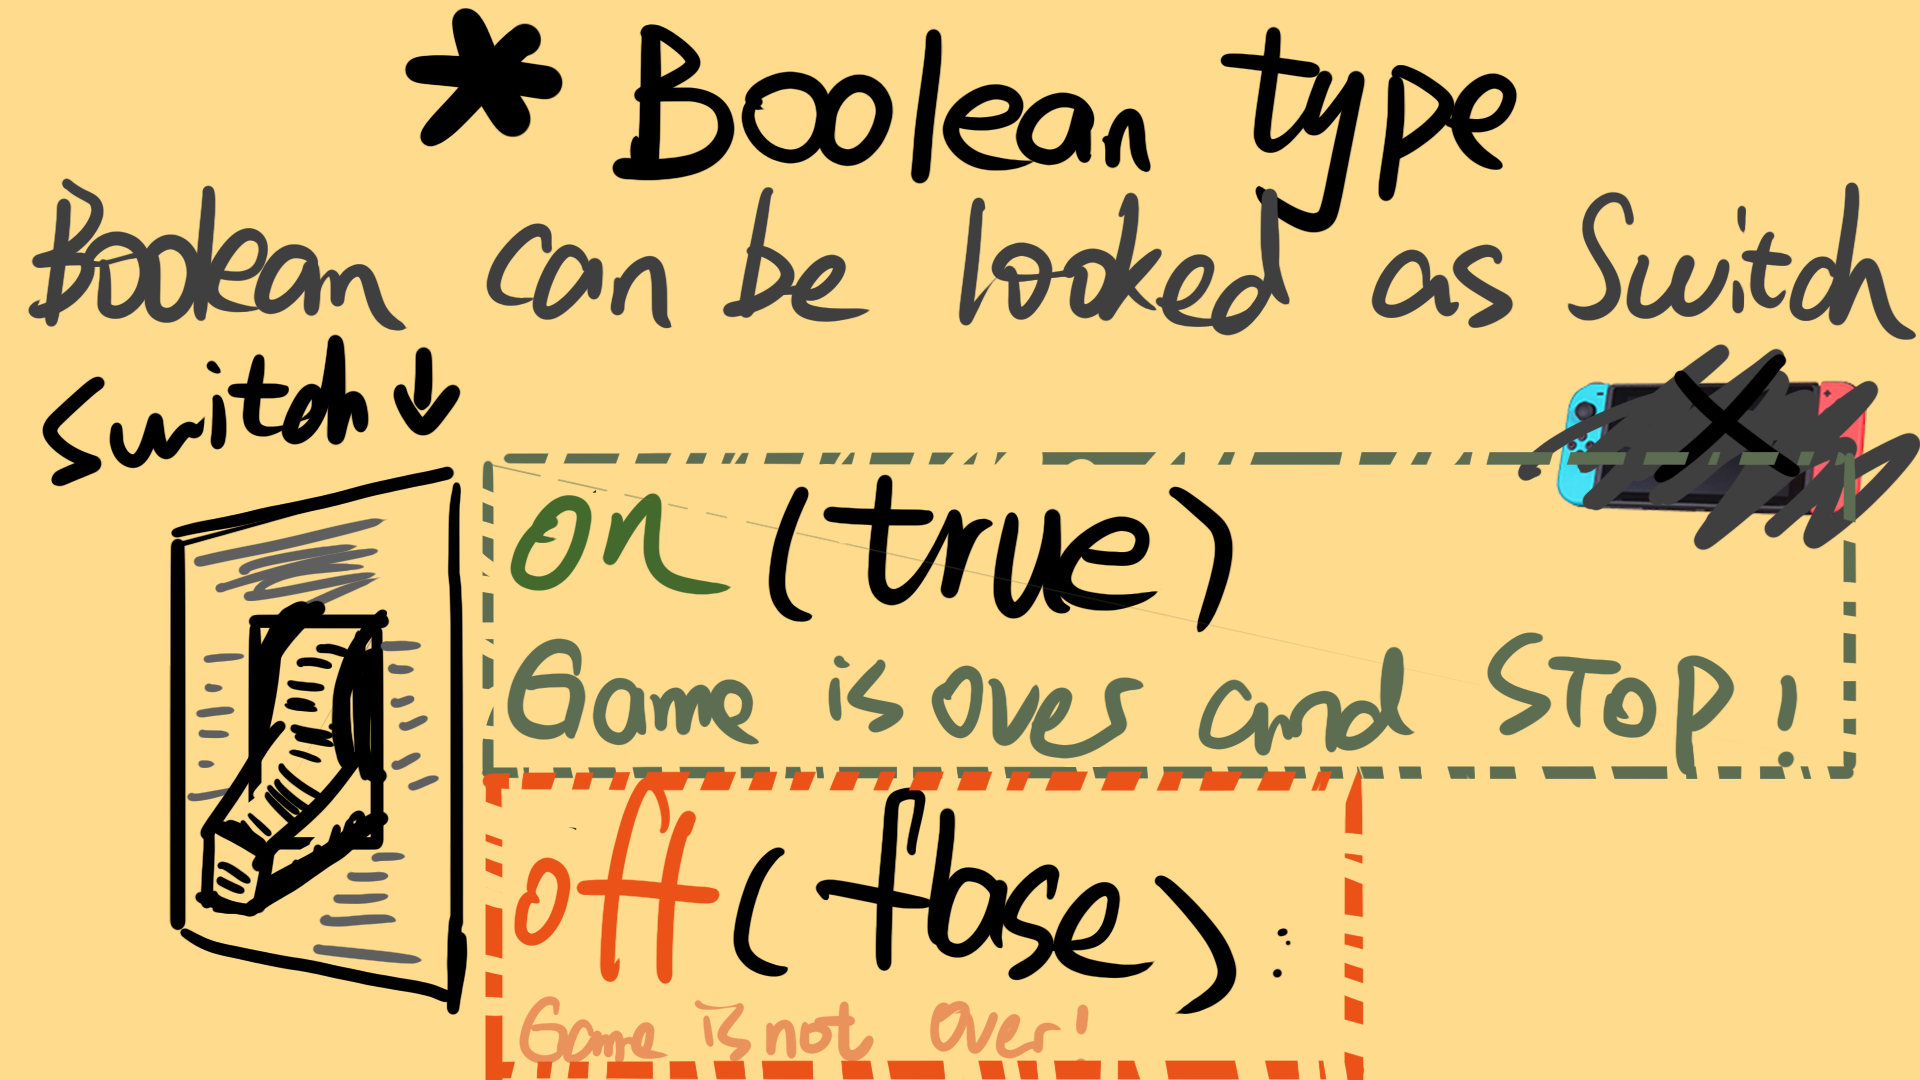 * Boolean type
Boolean can be looked as Switch
Switch ↓
on (true)
Game is over and STOP!
off (flase) :
Game is not over!